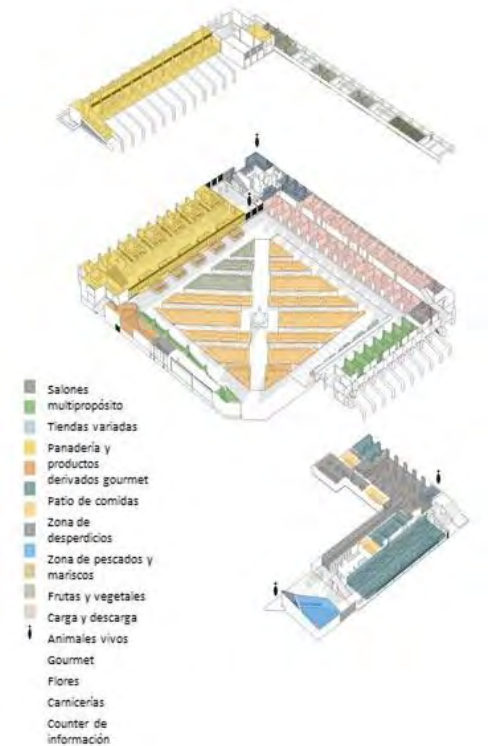 Salones
multipropósito
Tiendas variadas
Panadería y
productos
derivados gourmet
Patio de comidas
Zona de
desperdicios
Zona de pescados y
mariscos
Frutas y vegetales
Carga y descarga
Animales vivos
Gourmet
Flores
Carnicerías
Counter de
información